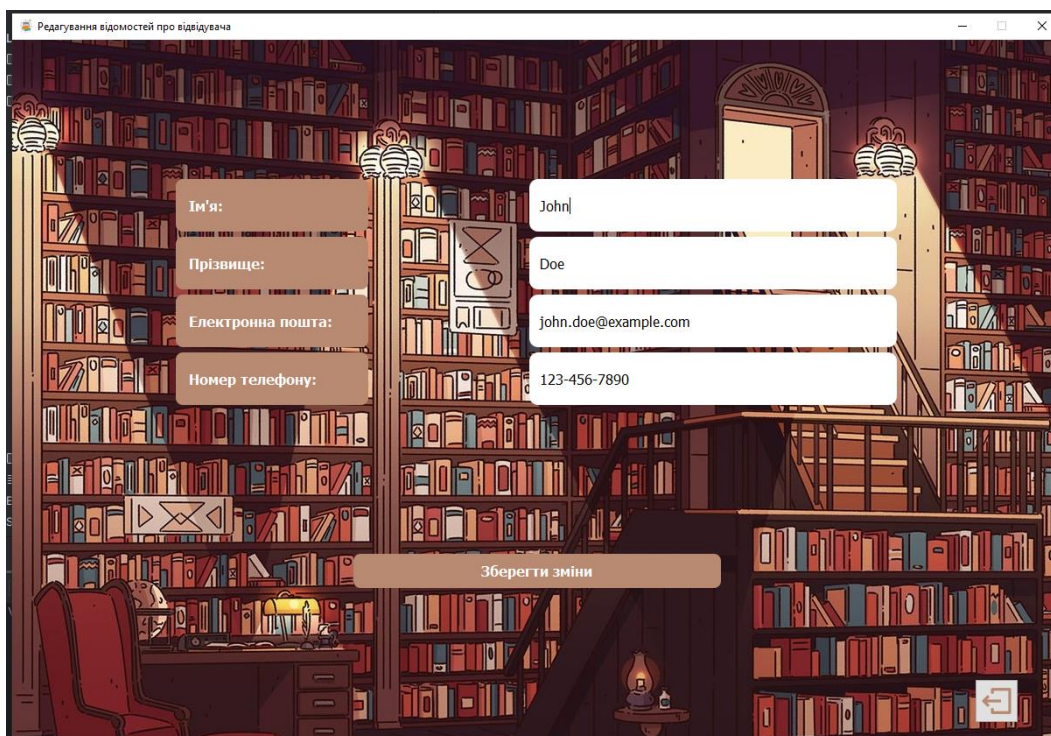 Редагування відомостей про відвідувача
Ім'я:
John
Прізвище:
Doe
Електронна пошта:
john.doe@example.com
Номер телефону:
123-456-7890
Зберегти зміни